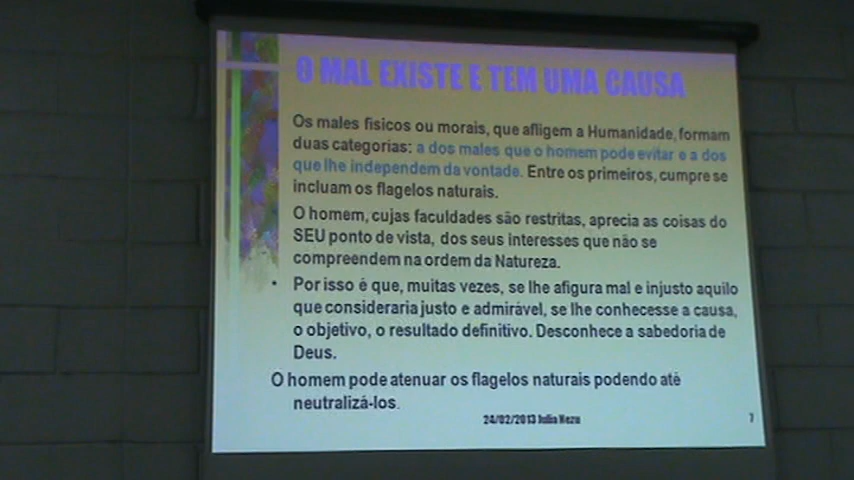 O MAL EXISTE E TEM UMA CAUSA
Os males físicos ou morais, que afligem a Humanidade, formam
duas categorias: a dos males que o homem pode evitar e a dos
que lhe independem da vontade. Entre os primeiros, cumpre se
incluam os flagelos naturais.
O homem, cujas faculdades são restritas, aprecia as coisas do
SEU ponto de vista, dos seus interesses que não se
compreendem na ordem da Natureza.
• Por isso é que, muitas vezes, se lhe afigura mal e injusto aquilo
que consideraria justo e admirável, se lhe conhecesse a causa,
o objetivo, o resultado definitivo. Desconhece a sabedoria de
Deus.
O homem pode atenuar os flagelos naturais podendo até
neutralizá-los.
24/02/2013 Julia Nezu
7